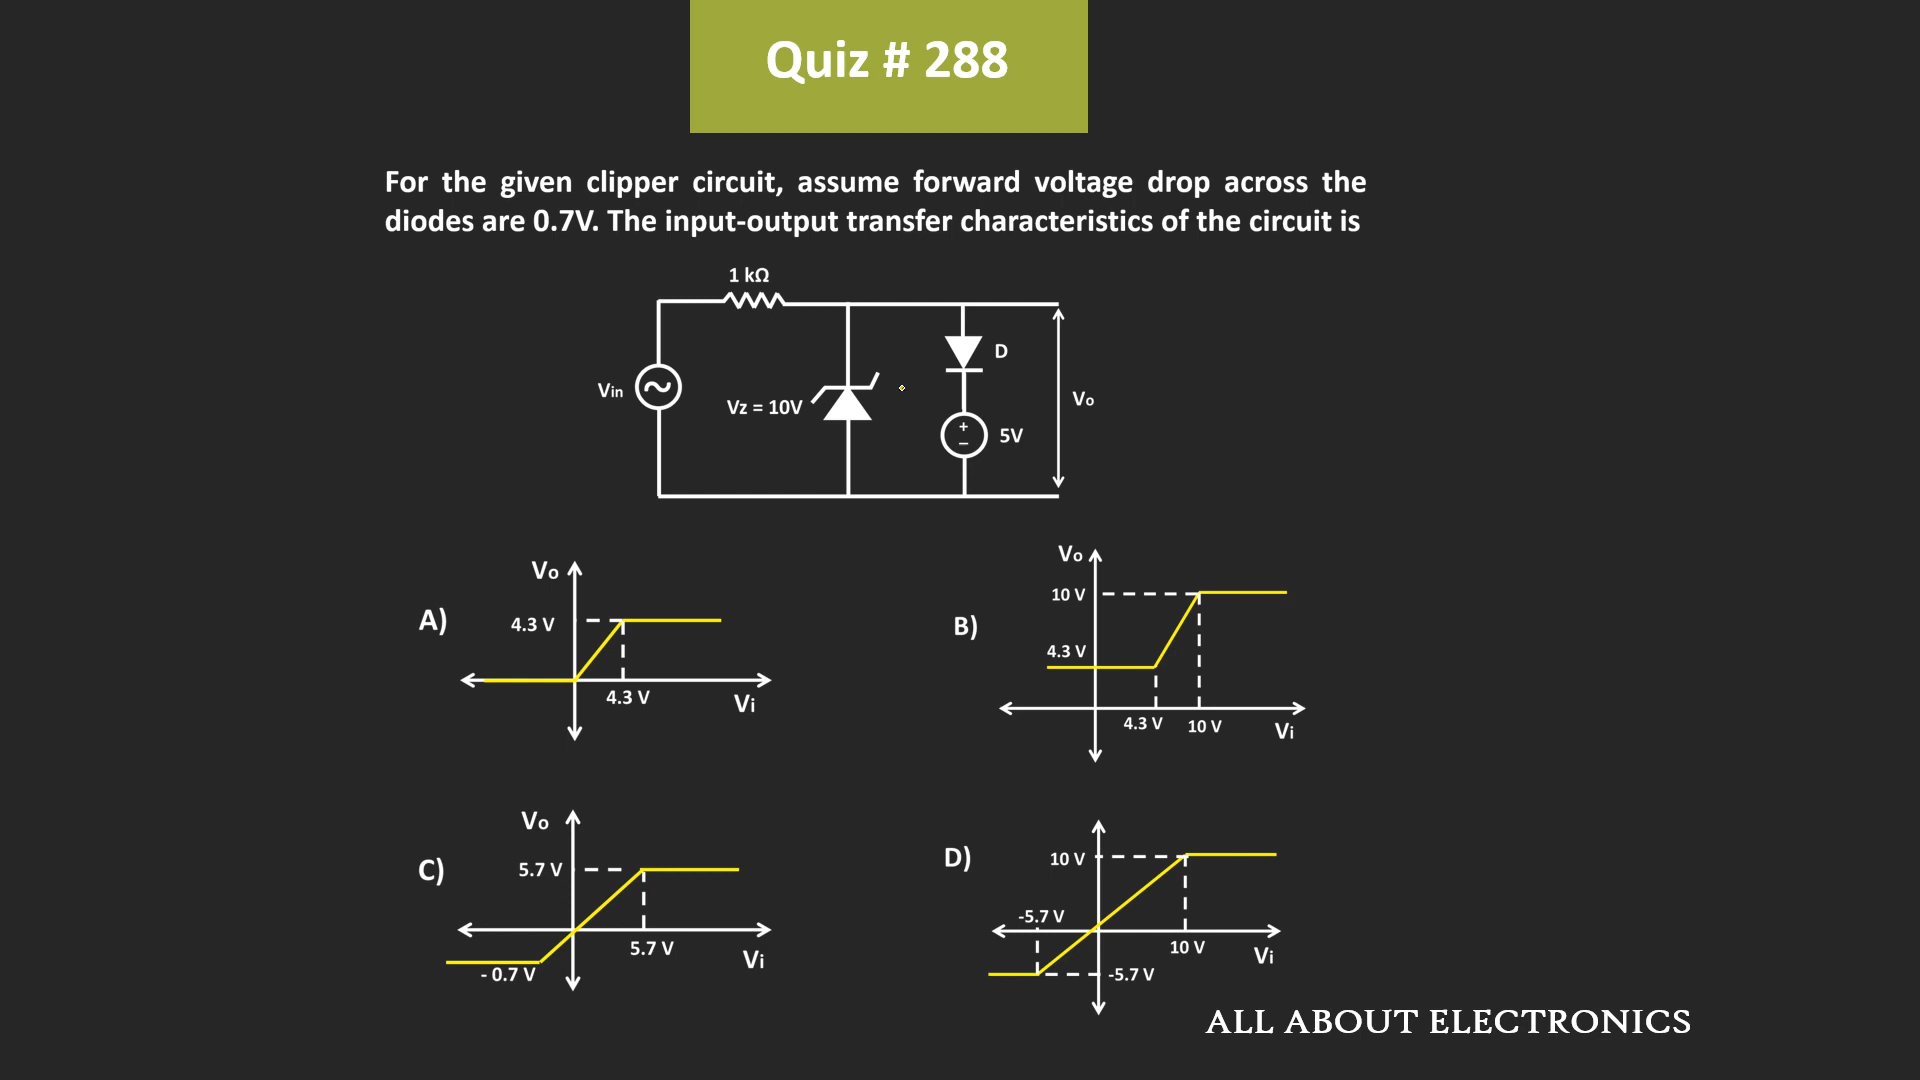 Quiz # 288
For the given clipper circuit, assume forward voltage drop across the
diodes are 0.7V. The input-output transfer characteristics of the circuit is
1 kΩ
D
Vin
Vz = 10V
+
−
5V
Vo
A)
Vo
4.3 V
4.3 V
Vi
B)
Vo
10 V
4.3 V
4.3 V
10 V
Vi
C)
Vo
5.7 V
5.7 V
- 0.7 V
Vi
D)
10 V
-5.7 V
10 V
-5.7 V
Vi
ALL ABOUT ELECTRONICS